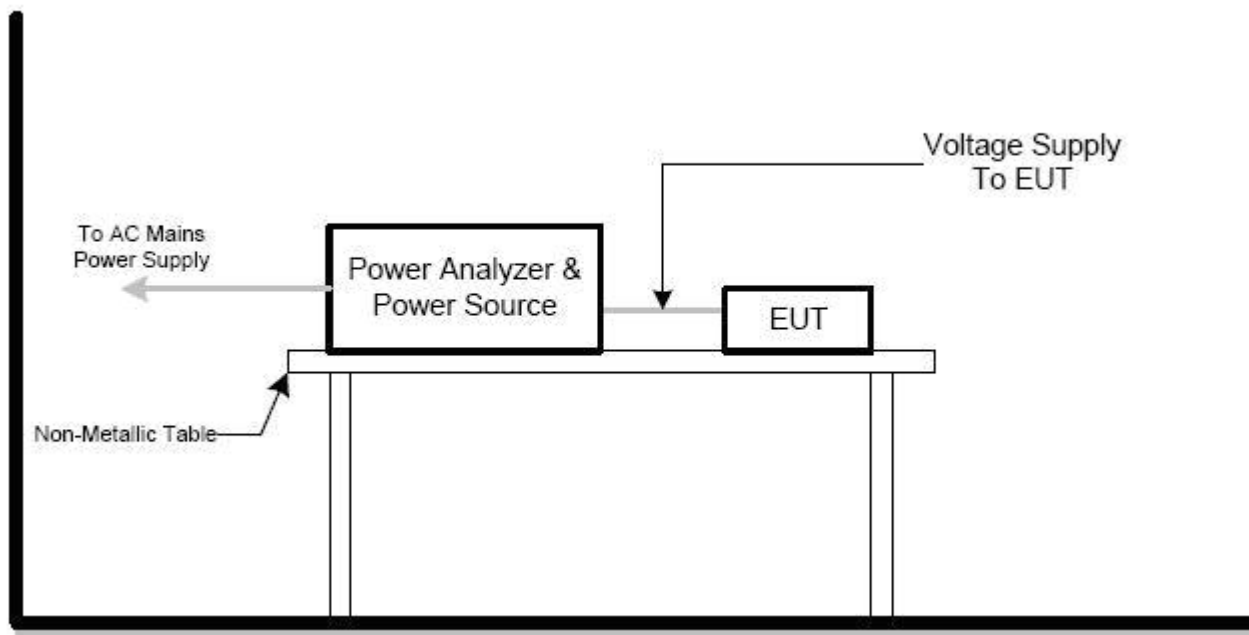 Voltage Supply
To EUT
To AC Mains
Power Supply
Power Analyzer &
Power Source
EUT
Non-Metallic Table